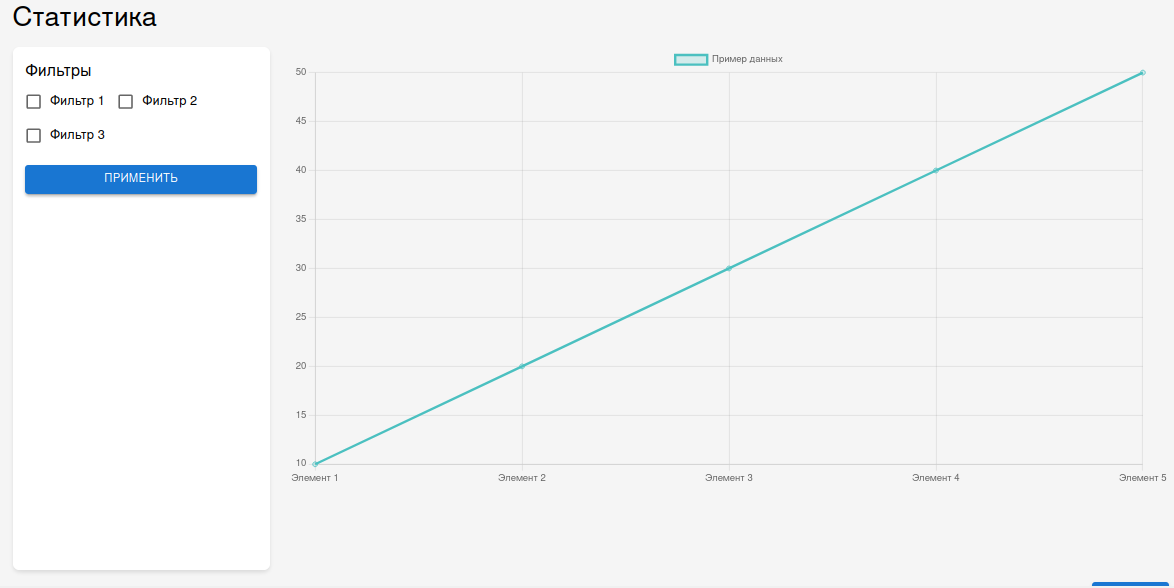 Статистика
Фильтры
Фильтр 1 Фильтр 2
Фильтр 3
ПРИМЕНИТЬ
Пример данных
50
45
40
35
30
25
20
15
10
Элемент 1 Элемент 2 Элемент 3 Элемент 4 Элемент 5